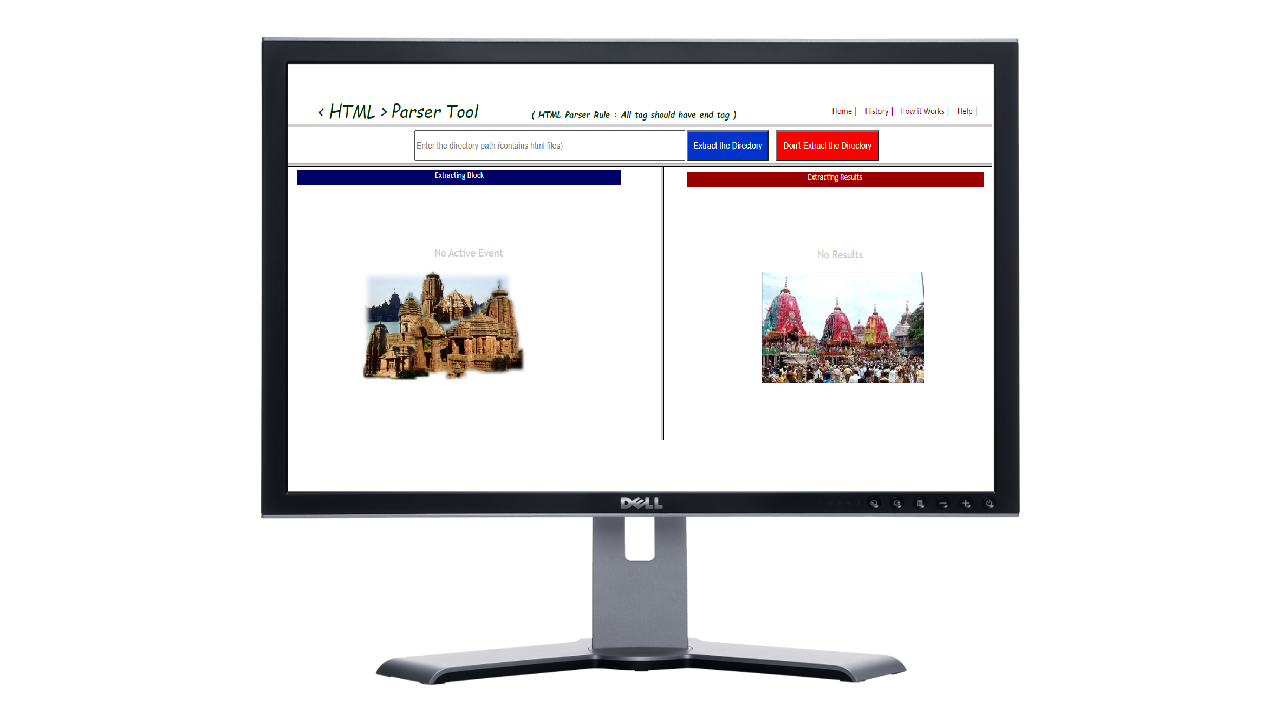 < HTML > Parser Tool
( HTML Parser Rule : All tag should have end tag )
Home | History | How it Works | Help |
Enter the directory path (contains html files)
Extract the Directory
Don't Extract the Directory
Extracting Block
Extracting Results
No Active Event
No Results
DELL